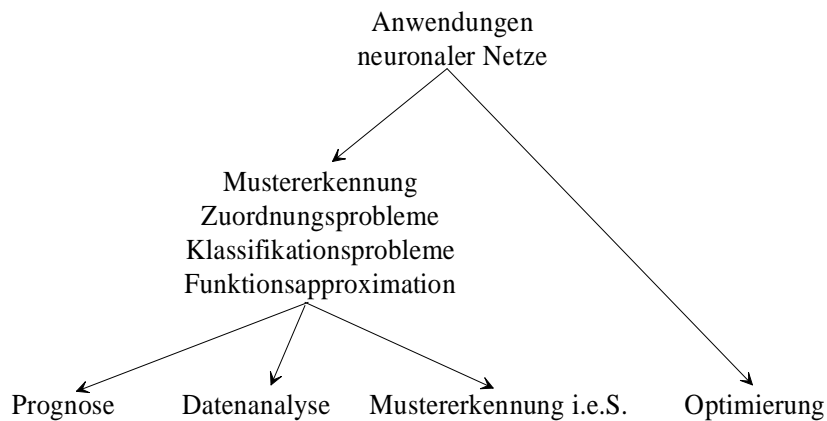 Anwendungen
neuronaler Netze
Mustererkennung
Zuordnungsprobleme
Klassifikationsprobleme
Funktionsapproximation
Prognose Datenanalyse Mustererkennung i.e.S. Optimierung